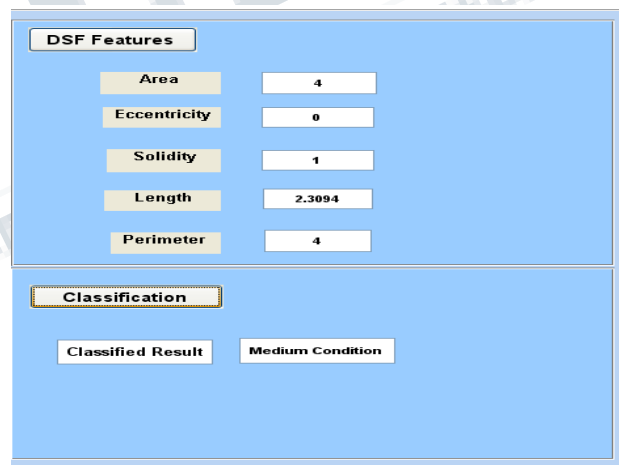 DSF Features
Area 4
Eccentricity 0
Solidity 1
Length 2.3094
Perimeter 4
Classification
Classified Result Medium Condition